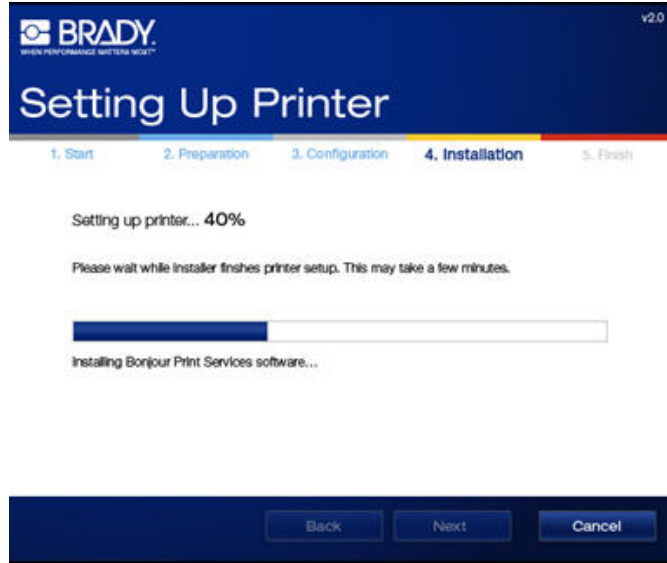 v2.0
BRADY.
WHEN PERFORMANCE MATTERS MOST™
Setting Up Printer
1. Start 2. Preparation 3. Configuration 4. Installation 5. Finish
Setting up printer... 40%
Please wait while Installer finshes printer setup. This may take a few minutes.
Installing Bonjour Print Services software...
Back Next Cancel